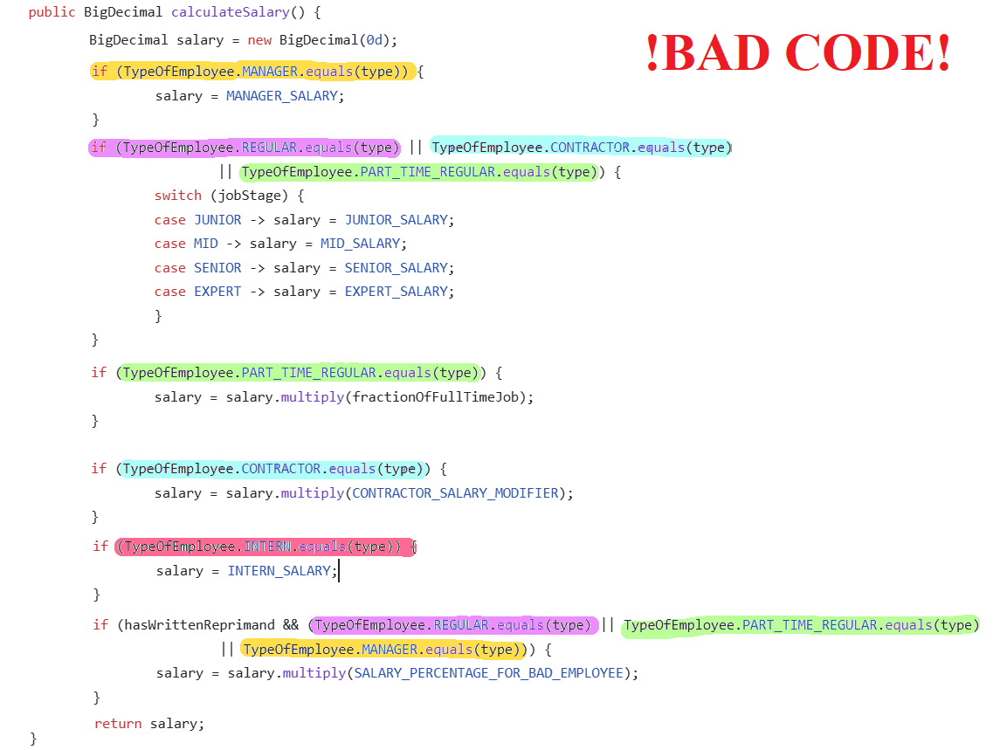 public BigDecimal calculateSalary() {
BigDecimal salary = new BigDecimal(0d);
!BAD CODE!
if (TypeOfEmployee.MANAGER.equals(type)) {
salary = MANAGER_SALARY;
}
if (TypeOfEmployee.REGULAR.equals(type) || TypeOfEmployee.CONTRACTOR.equals(type)
|| TypeOfEmployee.PART_TIME_REGULAR.equals(type)) {
switch (jobStage) {
case JUNIOR -> salary = JUNIOR_SALARY;
case MID -> salary = MID_SALARY;
case SENIOR -> salary = SENIOR_SALARY;
case EXPERT -> salary = EXPERT_SALARY;
}
}
if (TypeOfEmployee.PART_TIME_REGULAR.equals(type)) {
salary = salary.multiply(fractionOfFullTimeJob);
}
if (TypeOfEmployee.CONTRACTOR.equals(type)) {
salary = salary.multiply(CONTRACTOR_SALARY_MODIFIER);
}
if (TypeOfEmployee.INTERN.equals(type)) {
salary = INTERN_SALARY;
}
if (hasWrittenReprimand && (TypeOfEmployee.REGULAR.equals(type) || TypeOfEmployee.PART_TIME_REGULAR.equals(type)
|| TypeOfEmployee.MANAGER.equals(type))) {
salary = salary.multiply(SALARY_PERCENTAGE_FOR_BAD_EMPLOYEE);
}
return salary;
}